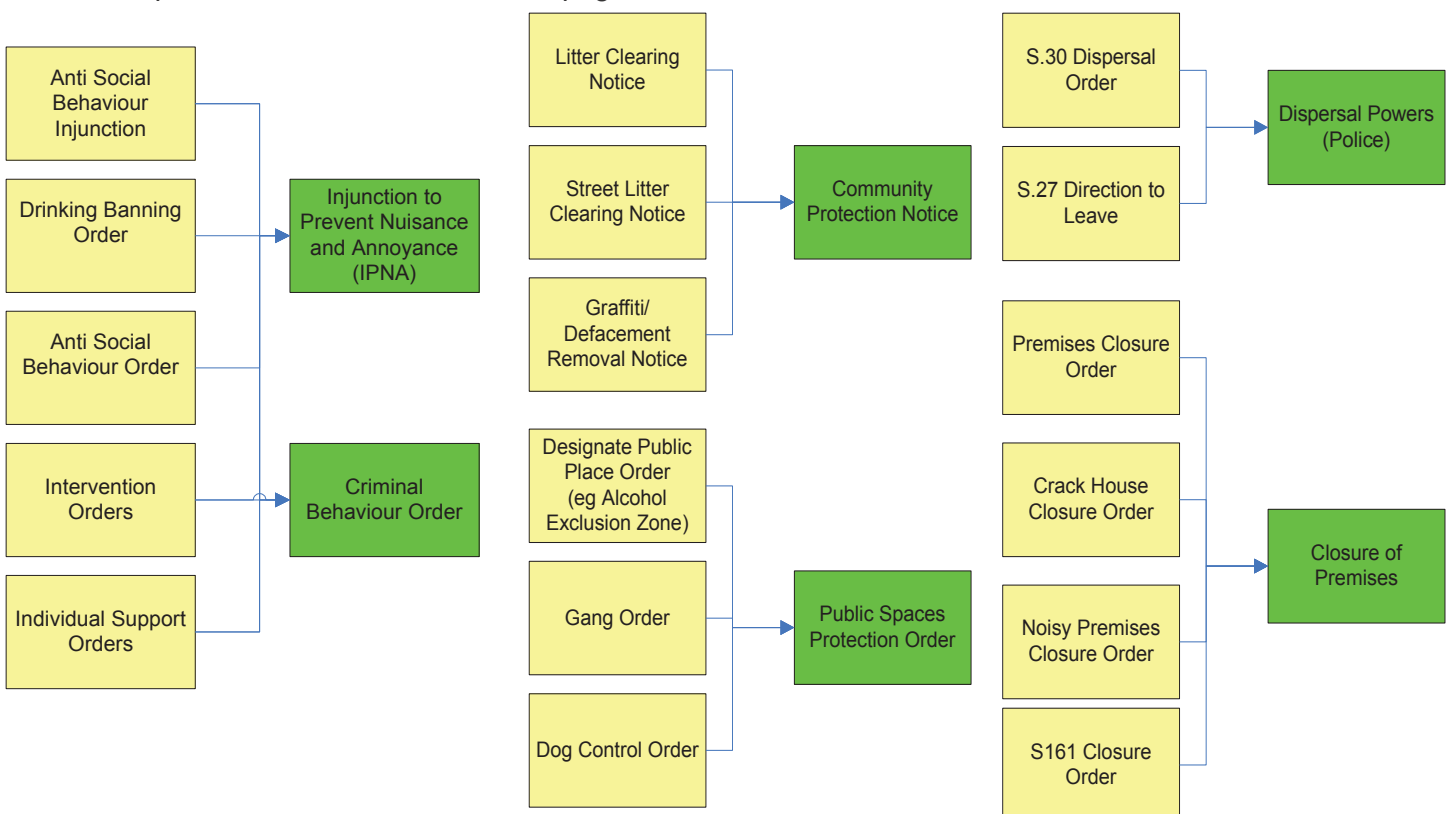 Anti Social
Behaviour
Injunction
Drinking Banning
Order
Anti Social
Behaviour Order
Intervention
Orders
Individual Support
Orders
Injunction to
Prevent Nuisance
and Annoyance
(IPNA)
Criminal
Behaviour Order
Litter Clearing
Notice
Street Litter
Clearing Notice
Graffiti/
Defacement
Removal Notice
Community
Protection Notice
Designate Public
Place Order
(eg Alcohol
Exclusion Zone)
Gang Order
Dog Control Order
Public Spaces
Protection Order
S.30 Dispersal
Order
S.27 Direction to
Leave
Dispersal Powers
(Police)
Premises Closure
Order
Crack House
Closure Order
Noisy Premises
Closure Order
S161 Closure
Order
Closure of
Premises